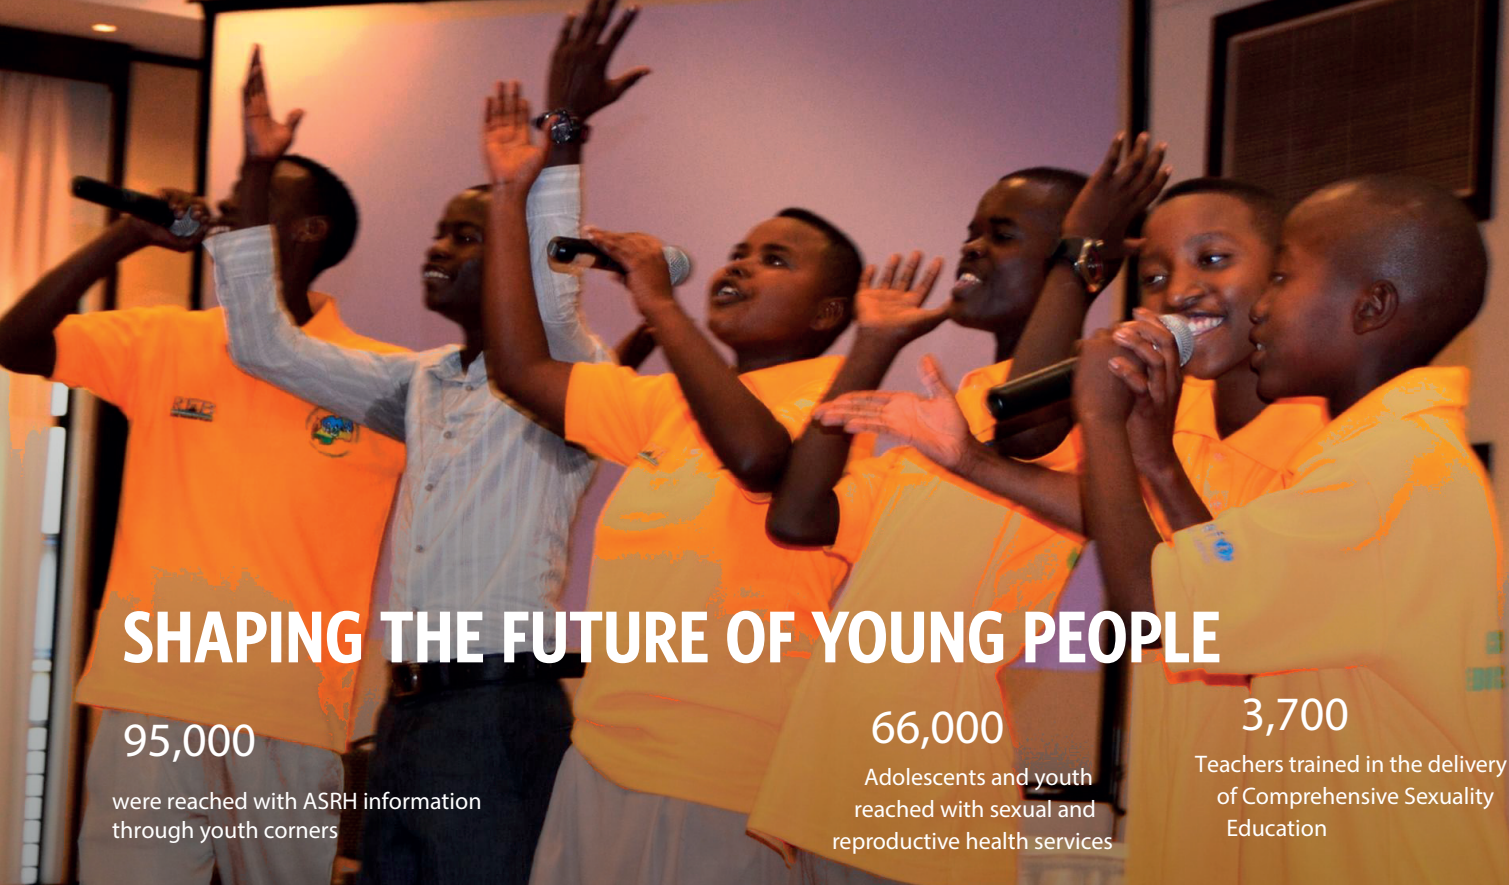 SHAPING THE FUTURE OF YOUNG PEOPLE
95,000
were reached with ASRH information
through youth corners
66,000
Adolescents and youth
reached with sexual and
reproductive health services
3,700
Teachers trained in the delivery
of Comprehensive Sexuality
Education